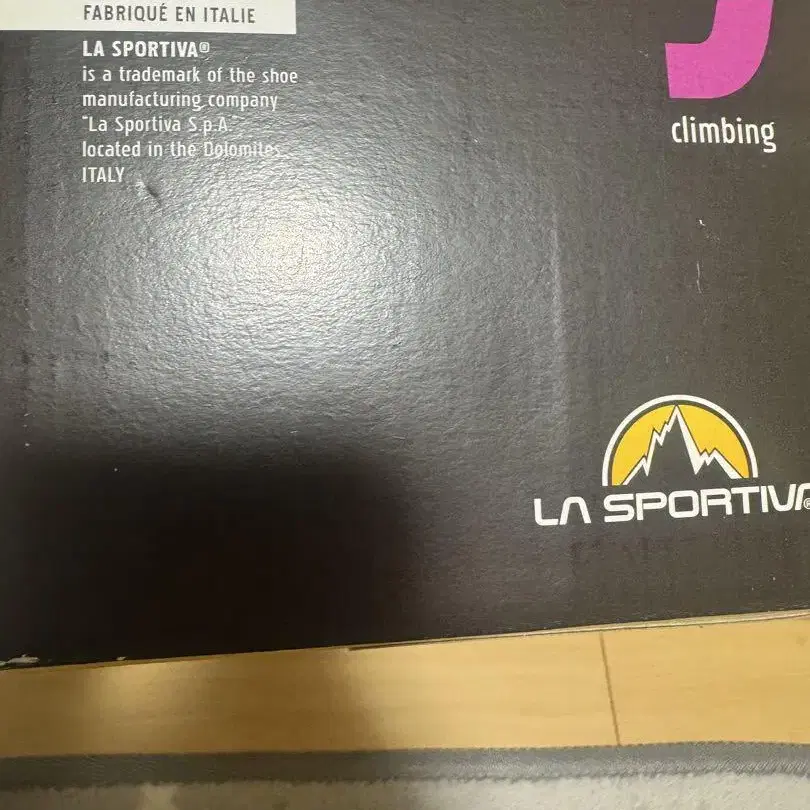 FABRIQUÉ EN ITALIE
LA SPORTIVA®
is a trademark of the shoe
manufacturing company
"La Sportiva S.p.A.",
located in the Dolomites
ITALY
climbing
LA SPORTIVA®